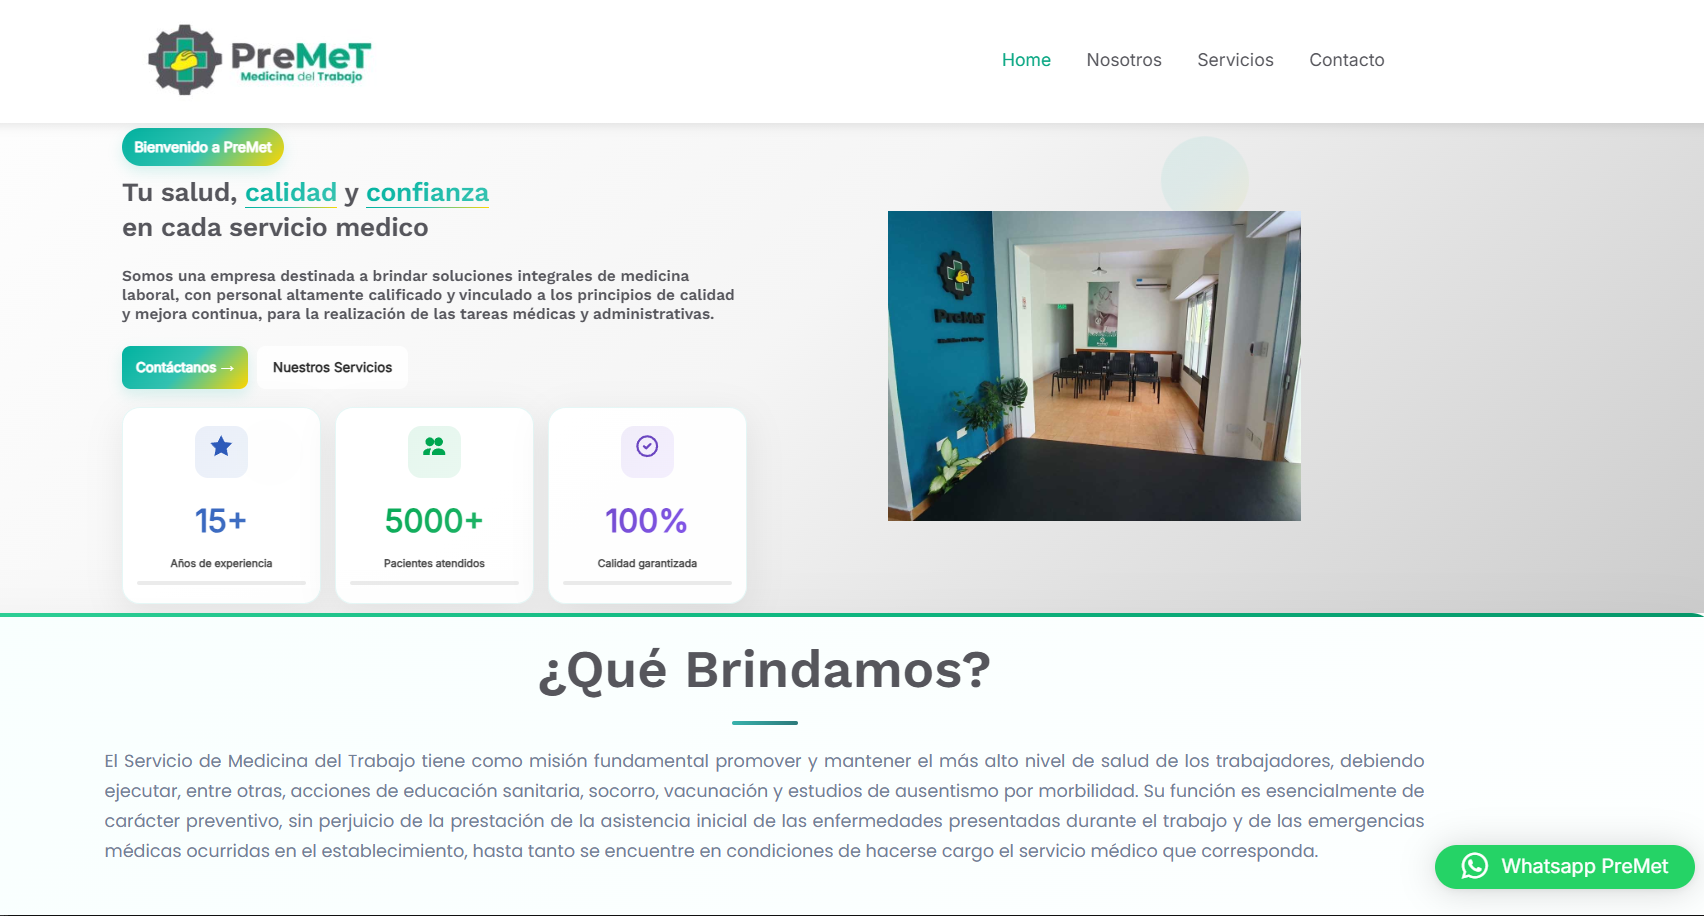 PreMeT
Medicina del Trabajo
Home
Nosotros
Servicios
Contacto
Bienvenido a PreMet
Tu salud, calidad y confianza
en cada servicio medico
Somos una empresa destinada a brindar soluciones integrales de medicina
laboral, con personal altamente calificado y vinculado a los principios de calidad
y mejora continua, para la realización de las tareas médicas y administrativas.
Contáctanos →
Nuestros Servicios
PreMeT
15+
Años de experiencia
5000+
Pacientes atendidos
100%
Calidad garantizada
¿Qué Brindamos?
El Servicio de Medicina del Trabajo tiene como misión fundamental promover y mantener el más alto nivel de salud de los trabajadores, debiendo
ejecutar, entre otras, acciones de educación sanitaria, socorro, vacunación y estudios de ausentismo por morbilidad. Su función es esencialmente de
carácter preventivo, sin perjuicio de la prestación de la asistencia inicial de las enfermedades presentadas durante el trabajo y de las emergencias
médicas ocurridas en el establecimiento, hasta tanto se encuentre en condiciones de hacerse cargo el servicio médico que corresponda.
Whatsapp PreMet